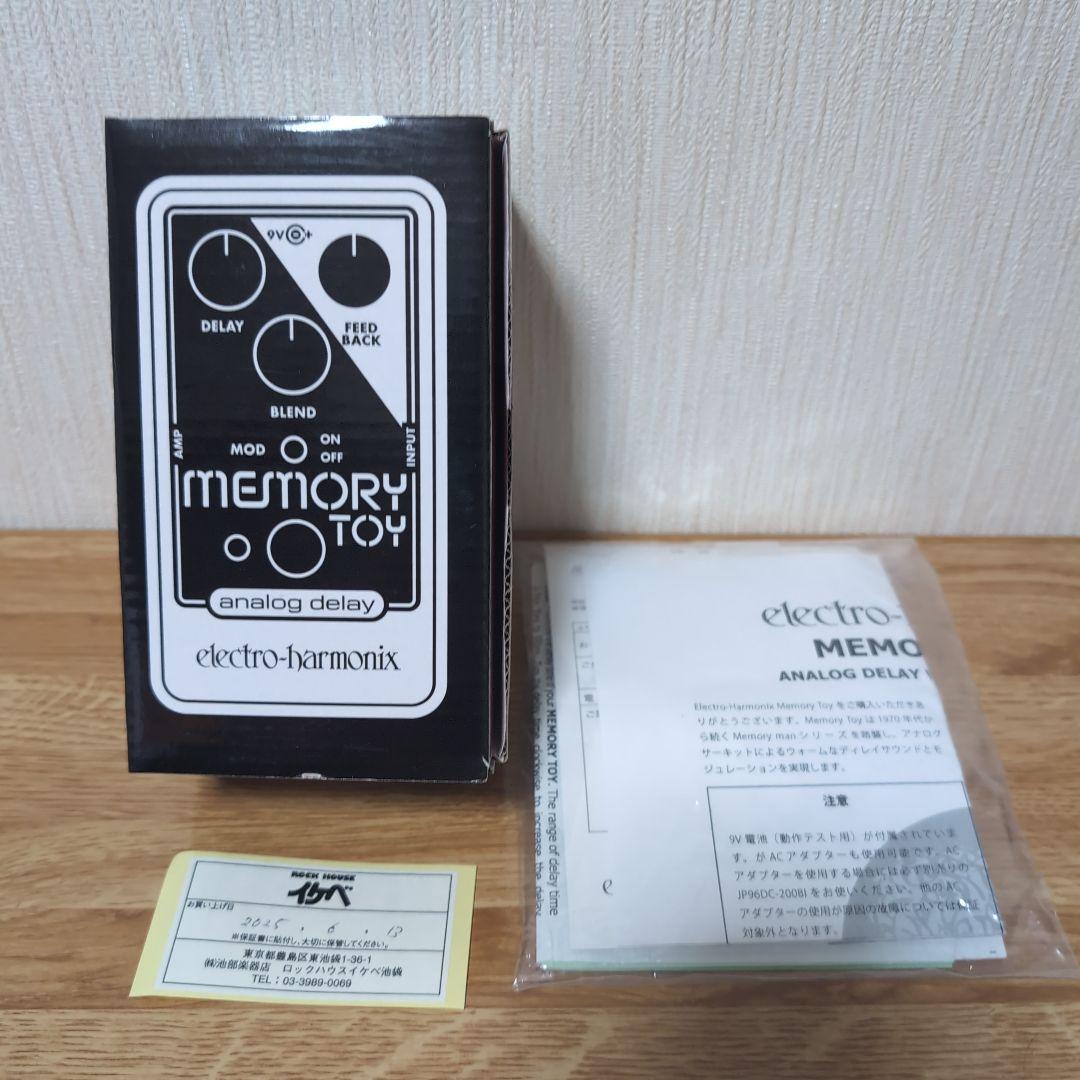 9V
+
DELAY
FEED
BACK
BLEND
AMP
INPUT
MOD
ON
OFF
MEMORY
TOY
analog delay
electro-harmonix
ROCK HOUSE
イケベ
お買い上げ日
2025 . 6 . 13
※保証書に貼付し、大切に保管してください。
東京都豊島区東池袋1-36-1
㈱池部楽器店 ロックハウスイケベ池袋
TEL:03-3989-0069
electro-
MEMO
ANALOG DELAY
Electro-Harmonix Memory Toy をご購入いただきあ
りがとうございます。Memory Toy は 1970 年代か
ら続く Memory man シリーズを踏襲し、アナログ
サーキットによるウォームなディレイサウンドとモ
ジュレーションを実現します。
注意
9V 電池(動作テスト用)が付属されていま
す。が AC アダプターも使用可能です。AC
アダプターを使用する場合には必ず別売りの
JP96DC-200BI をお使いください。他の AC
アダプターの使用が原因の故障については保証
対象外となります。
your MEMORY TOY. The range of delay time
clockwise to increase the delay
e